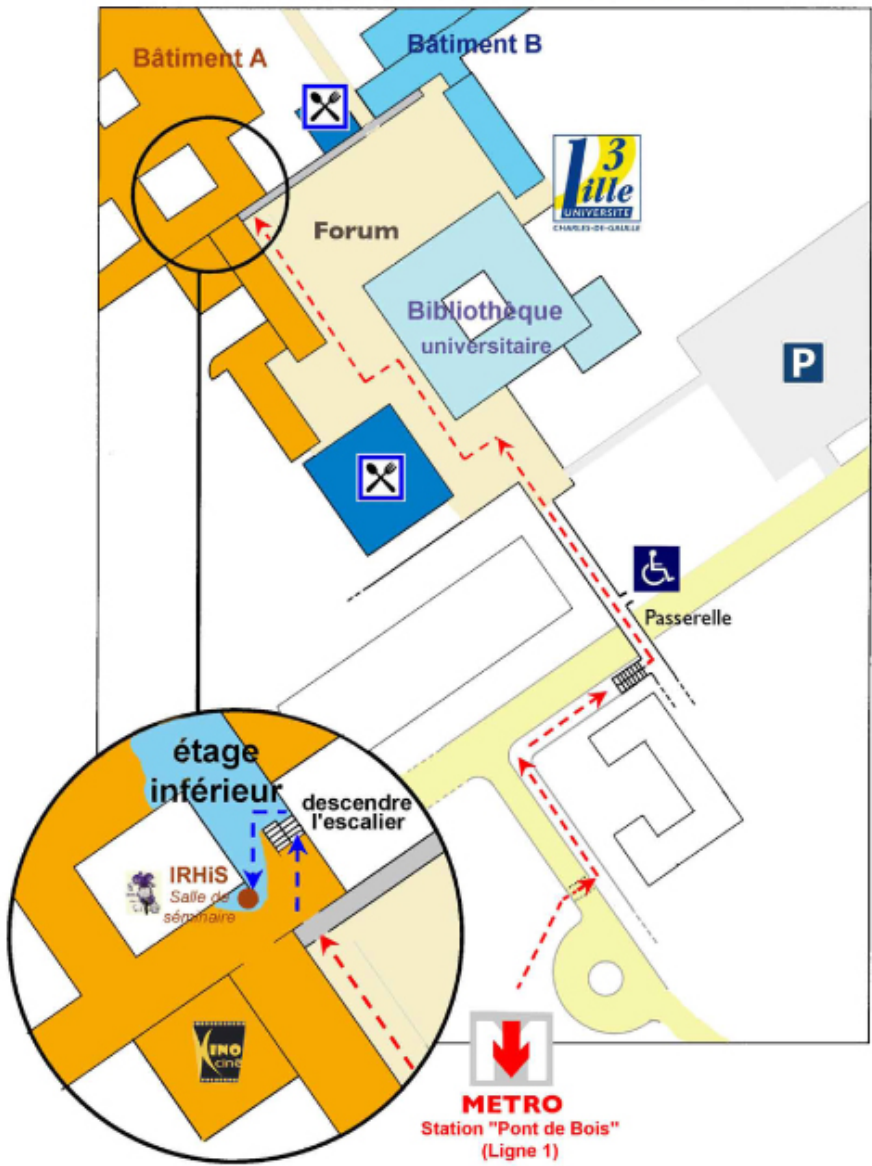 Bâtiment A
Bâtiment B
3
Lille
UNIVERSITE
CHARLES-DE-GAULLE
Forum
Bibliothèque
universitaire
P
Passerelle
étage
inférieur
descendre
l'escalier
IRHiS
Salle de
séminaire
KINO
ciné
METRO
Station "Pont de Bois"
(Ligne 1)